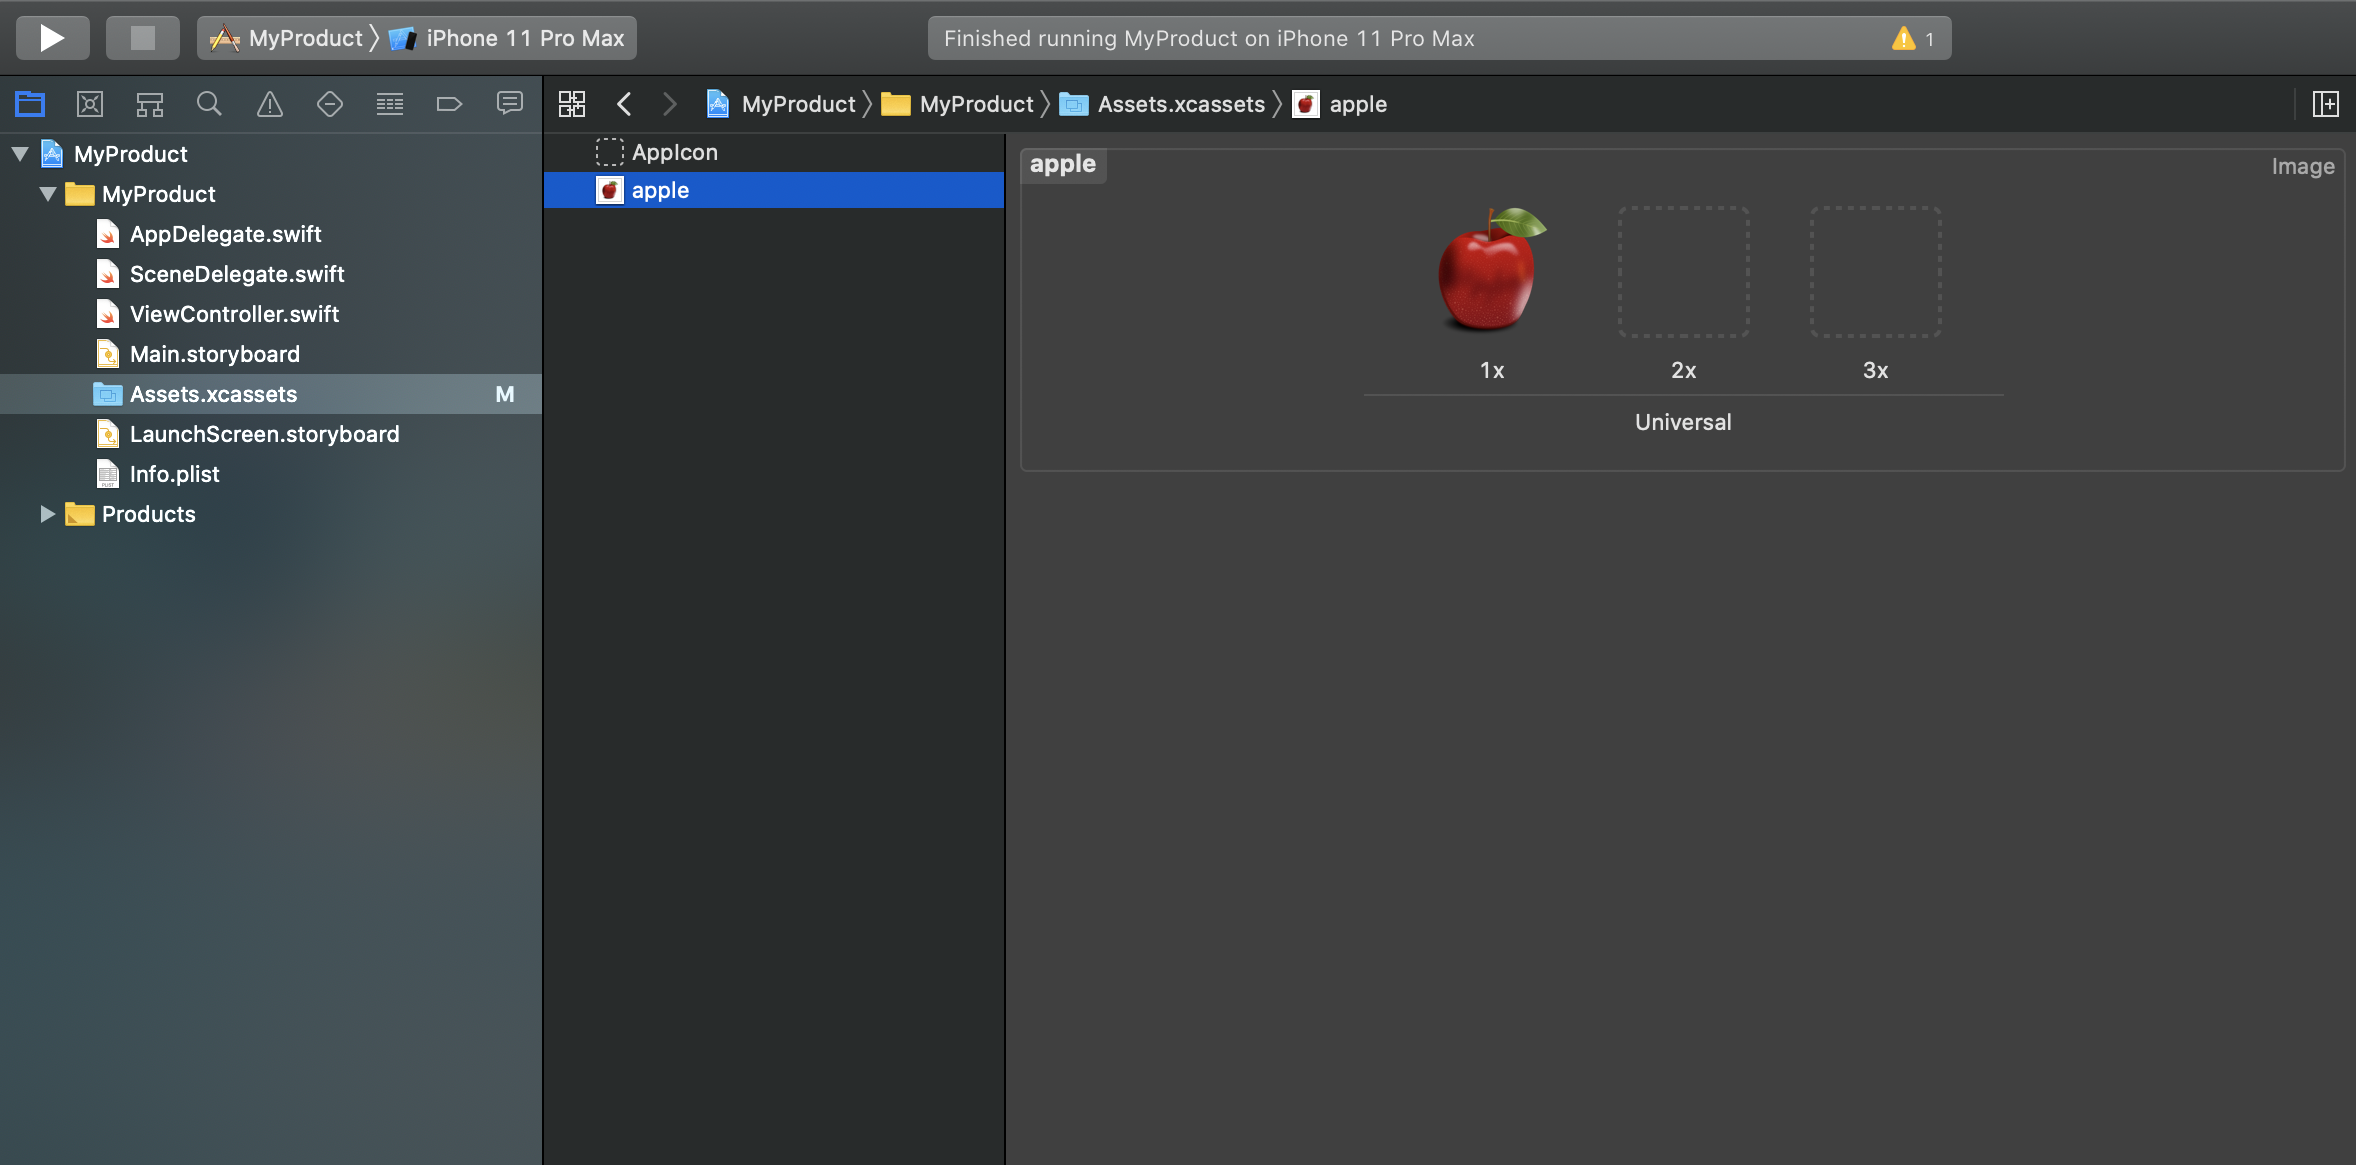 MyProduct
iPhone 11 Pro Max
Finished running MyProduct on iPhone 11 Pro Max
1
MyProduct
MyProduct
Assets.xcassets
apple
MyProduct
MyProduct
AppDelegate.swift
SceneDelegate.swift
ViewController.swift
Main.storyboard
Assets.xcassets
M
LaunchScreen.storyboard
Info.plist
Products
AppIcon
apple
apple
Image
1x
2x
3x
Universal